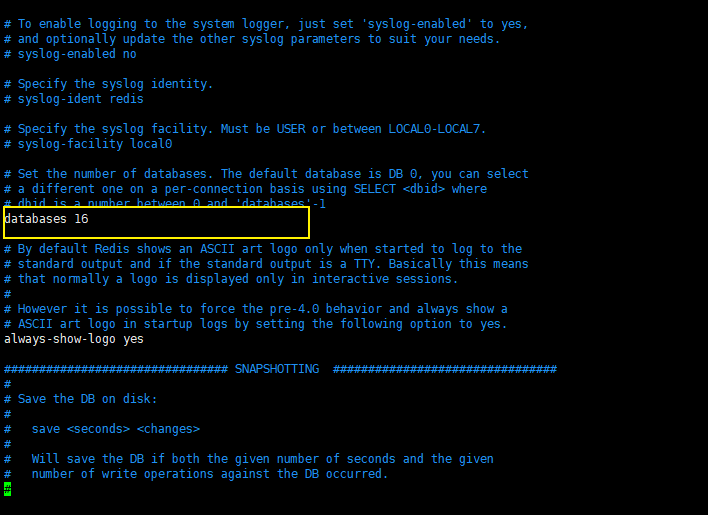 # To enable logging to the system logger, just set 'syslog-enabled' to yes,
# and optionally update the other syslog parameters to suit your needs.
# syslog-enabled no
# Specify the syslog identity.
# syslog-ident redis
# Specify the syslog facility. Must be USER or between LOCAL0-LOCAL7.
# syslog-facility local0
# Set the number of databases. The default database is DB 0, you can select
# a different one on a per-connection basis using SELECT <dbid> where
# dbid is a number between 0 and 'databases'-1
databases 16
# By default Redis shows an ASCII art logo only when started to log to the
# standard output and if the standard output is a TTY. Basically this means
# that normally a logo is displayed only in interactive sessions.
#
# However it is possible to force the pre-4.0 behavior and always show a
# ASCII art logo in startup logs by setting the following option to yes.
always-show-logo yes
################################ SNAPSHOTTING  ################################
#
# Save the DB on disk:
#
#   save <seconds> <changes>
#
#   Will save the DB if both the given number of seconds and the given
#   number of write operations against the DB occurred.
#